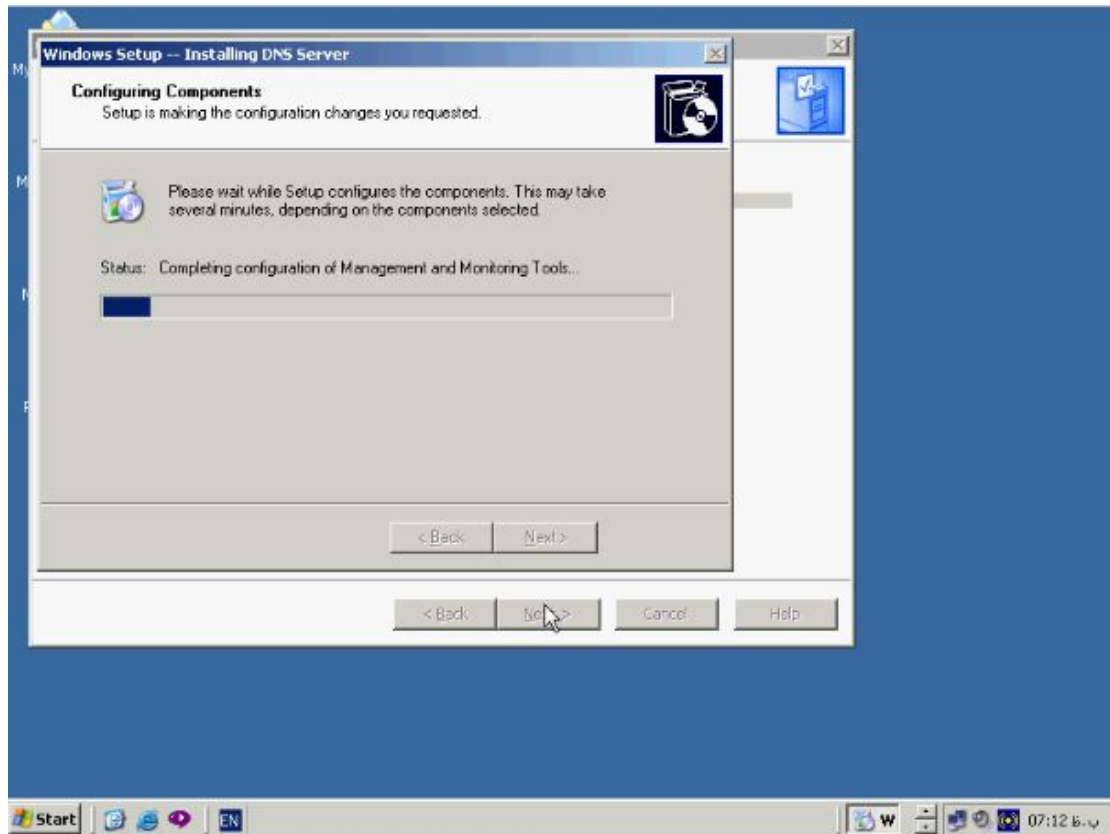 Windows Setup -- Installing DNS Server
Configuring Components
Setup is making the configuration changes you requested.
Please wait while Setup configures the components. This may take
several minutes, depending on the components selected.
Status: Completing configuration of Management and Monitoring Tools...
< Back Next >
< Back Next > Cancel Help
Start EN W 07:12 ب.ظ